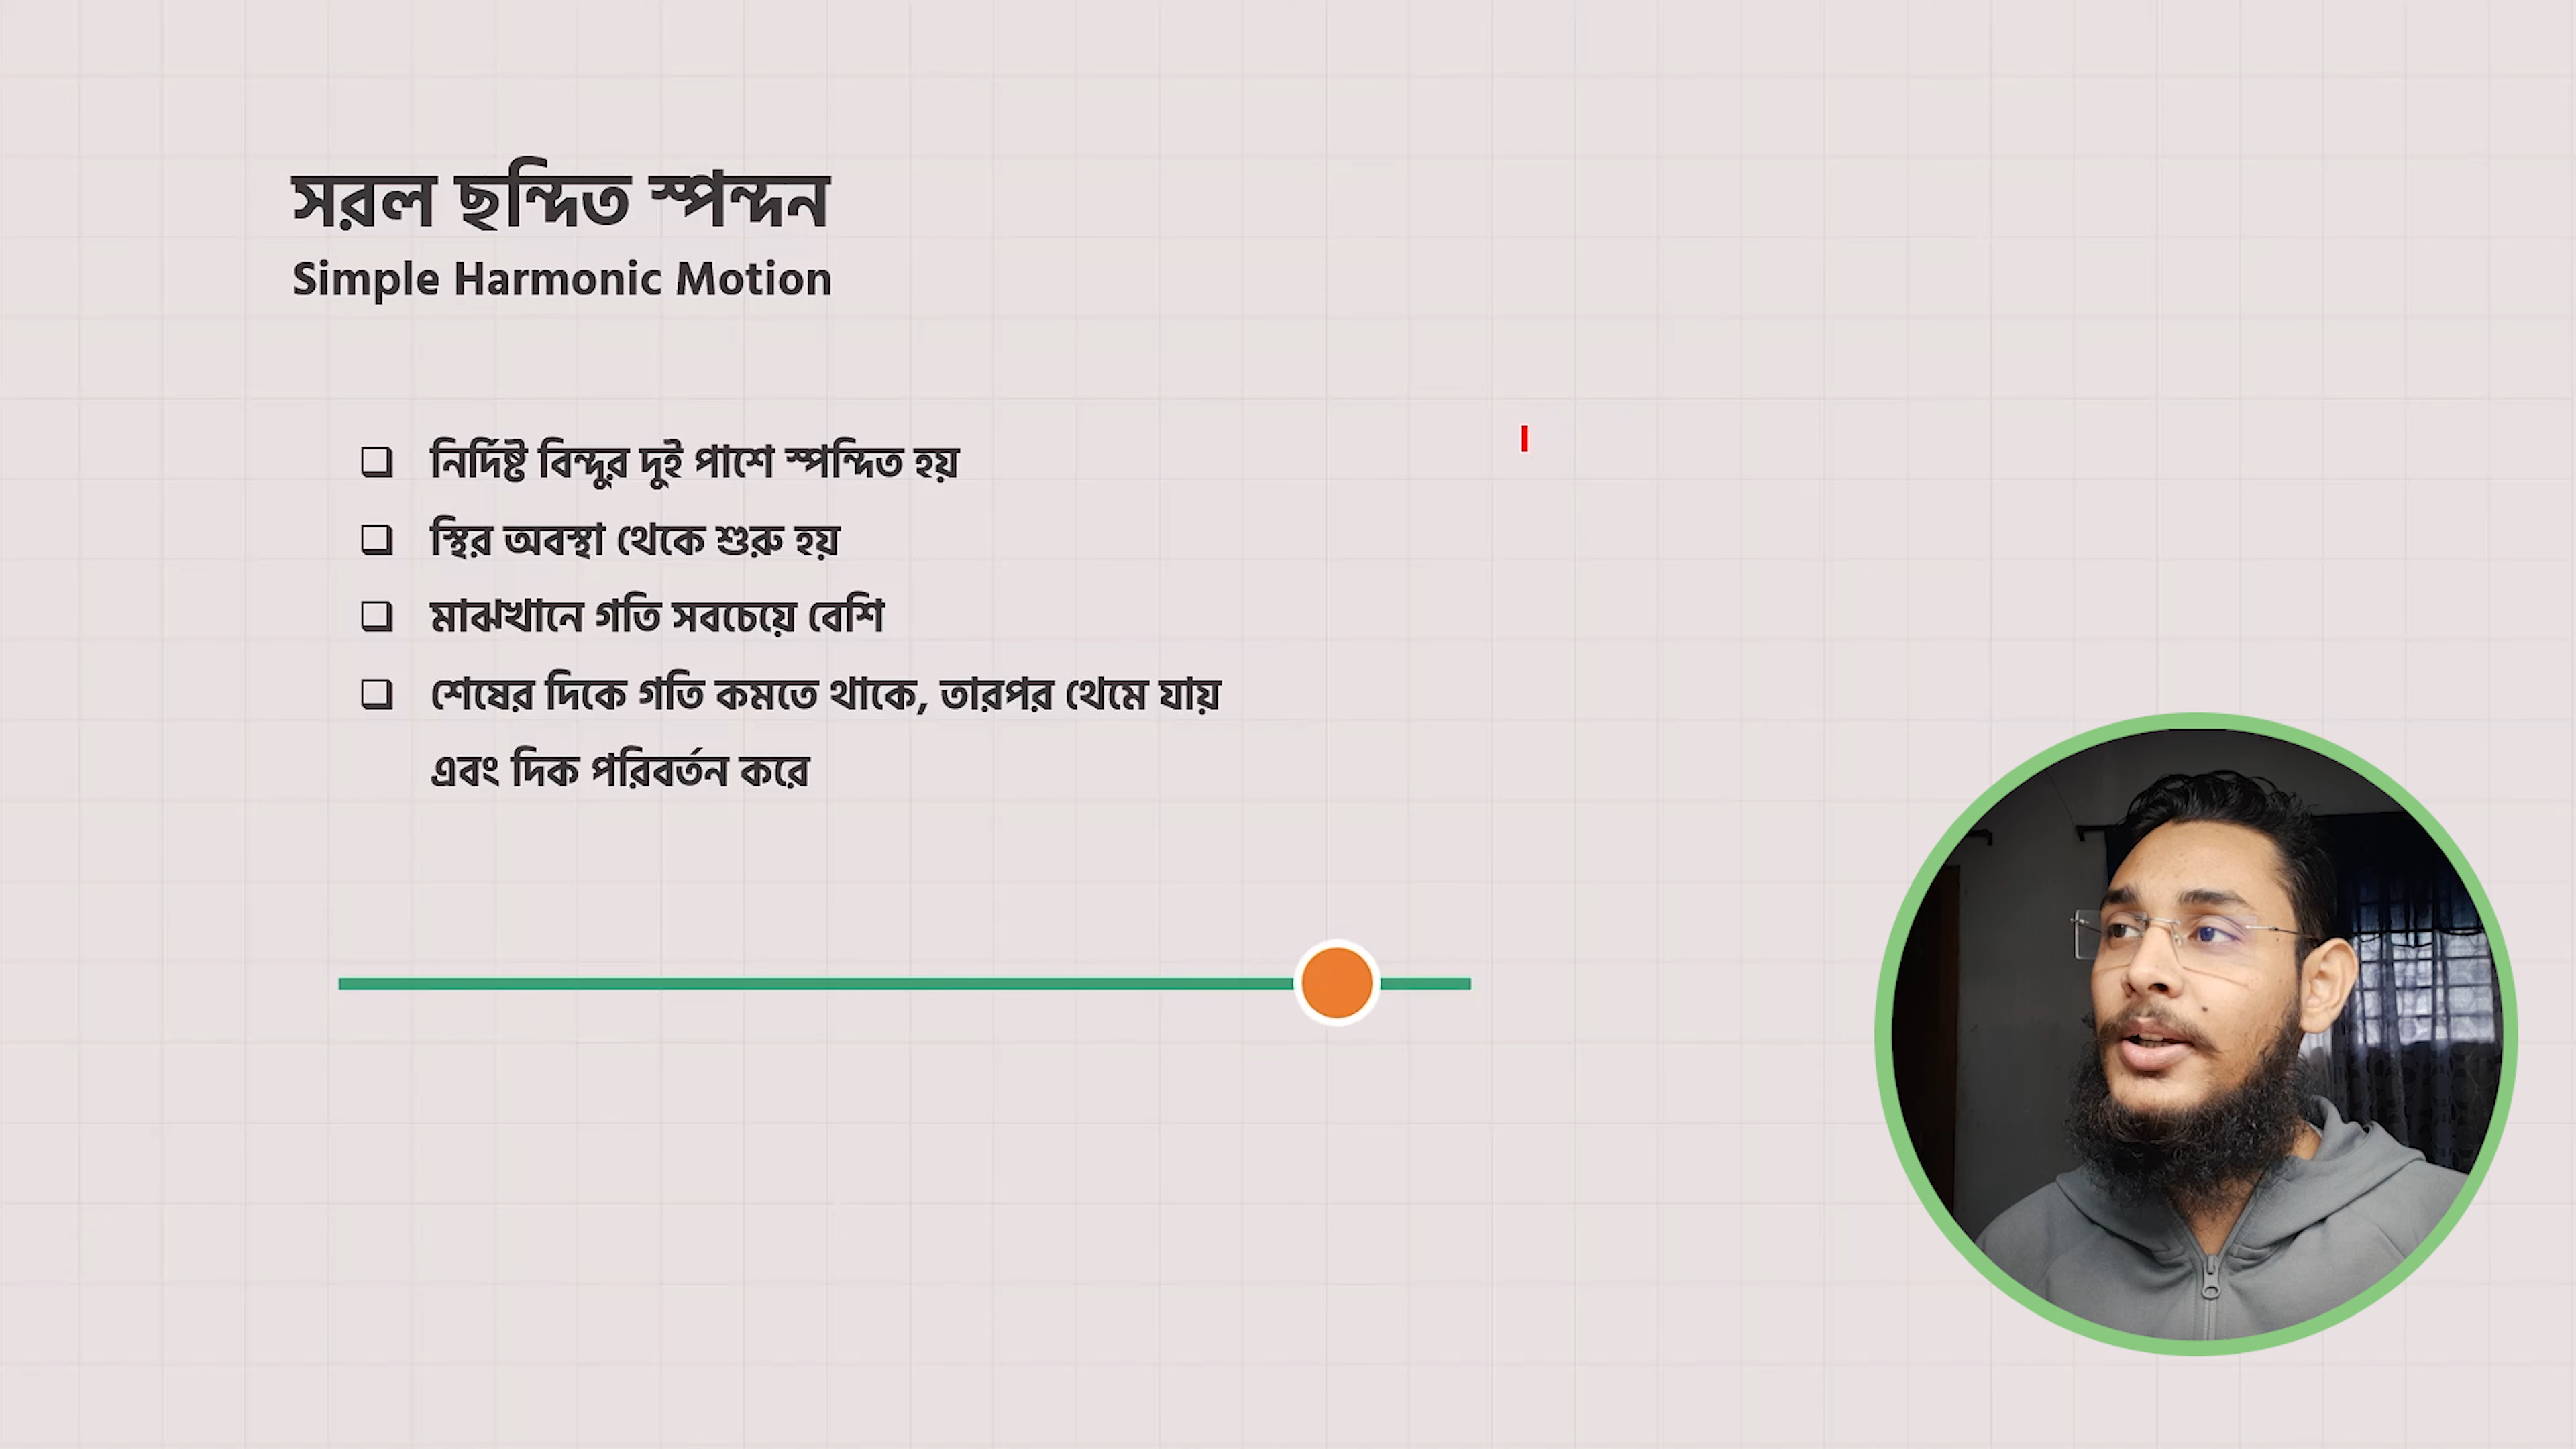 সরল ছন্দিত স্পন্দন
Simple Harmonic Motion
নির্দিষ্ট বিন্দুর দুই পাশে স্পন্দিত হয়
স্থির অবস্থা থেকে শুরু হয়
মাঝখানে গতি সবচেয়ে বেশি
শেষের দিকে গতি কমতে থাকে, তারপর থেমে যায়
এবং দিক পরিবর্তন করে